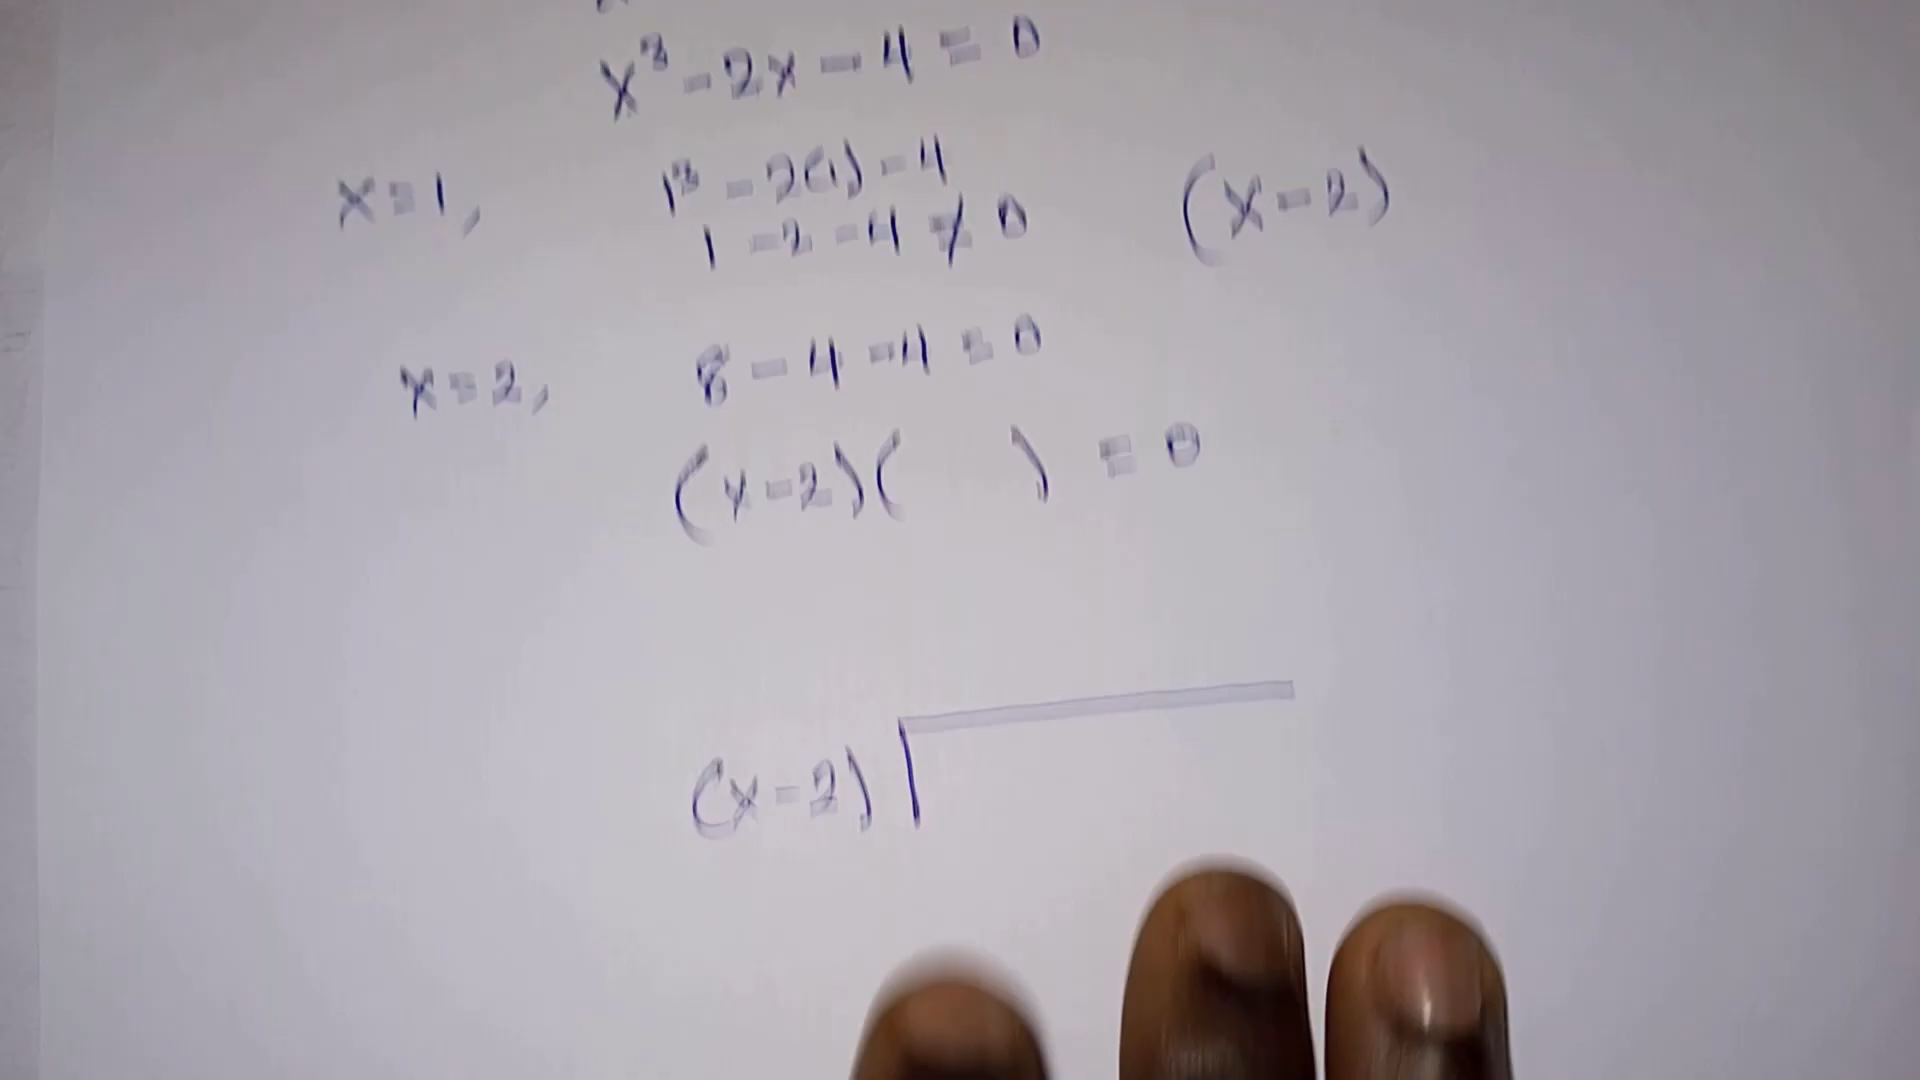 x³ - 2x - 4 = 0
x = 1, 1³ - 2(1) - 4
1 - 2 - 4 ≠ 0
(x - 2)
x = 2, 8 - 4 - 4 = 0
(x - 2)( ) = 0
(x - 2)